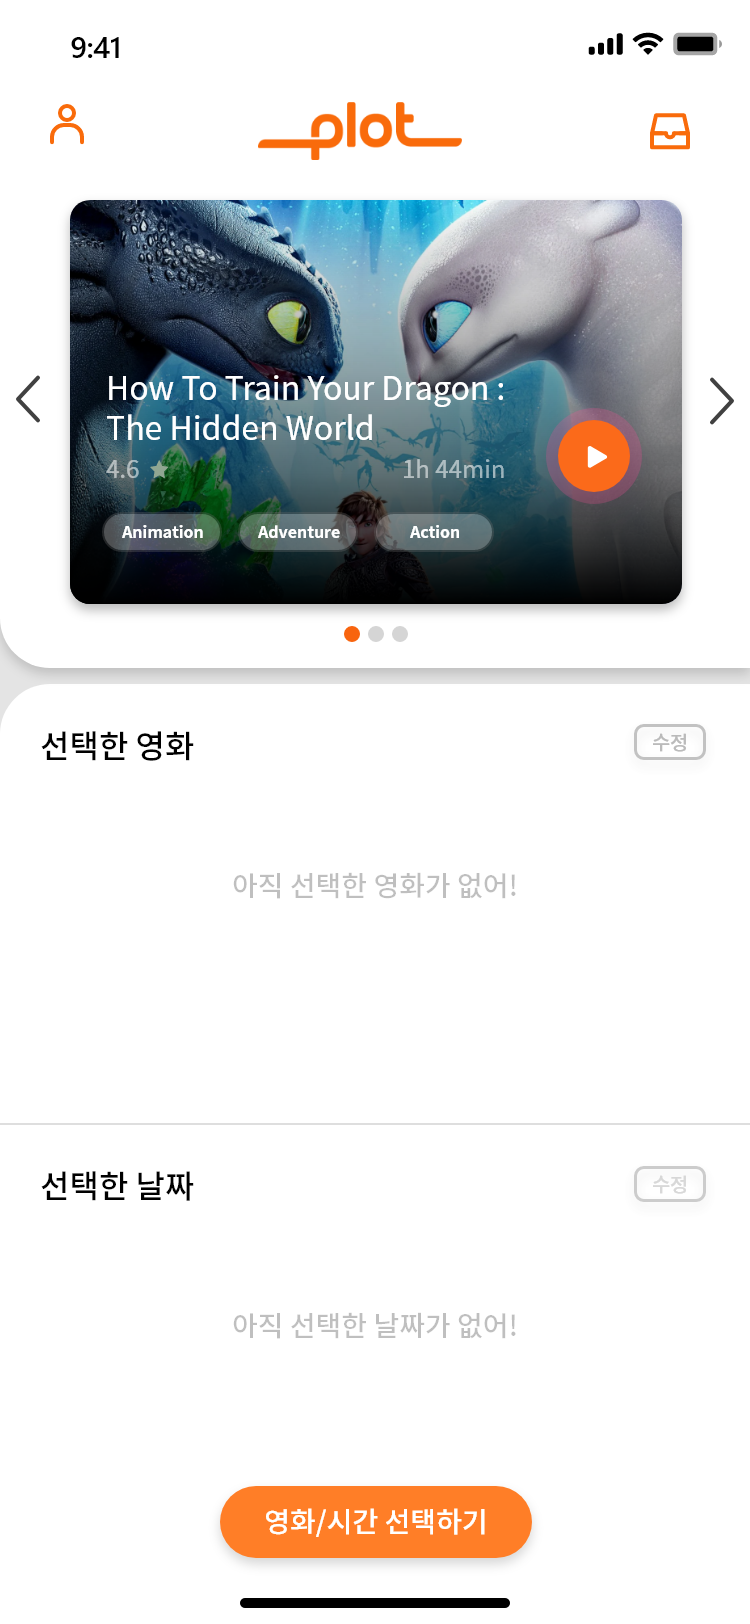 9:41
plot
How To Train Your Dragon :
The Hidden World
4.6
1h 44min
Animation
Adventure
Action
선택한 영화
수정
아직 선택한 영화가 없어!
선택한 날짜
수정
아직 선택한 날짜가 없어!
영화/시간 선택하기